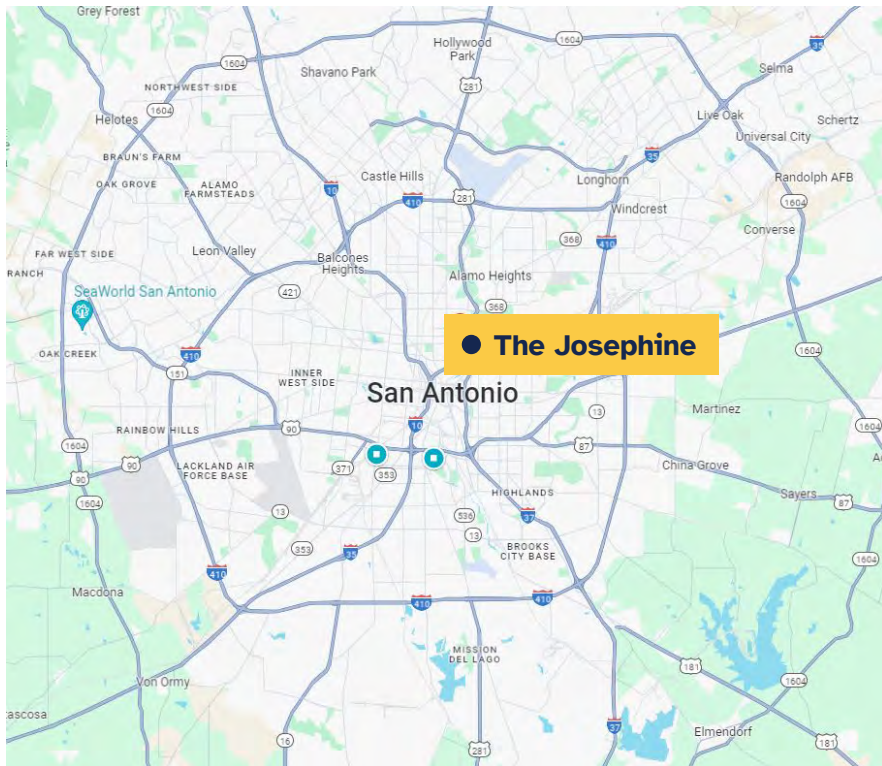 Grey Forest
Hollywood
Park
1604
1604
35
Shavano Park
Selma
NORTHWEST SIDE
281
1604
Live Oak
Schertz
Helotes
Universal City
BRAUN'S FARM
35
OAK GROVE
ALAMO
FARMSTEADS
10
Castle Hills
Longhorn
Randolph AFB
281
410
1604
Windcrest
368
410
Converse
FAR WEST SIDE
Leon Valley
Balcones
Heights
RANCH
Alamo Heights
SeaWorld San Antonio
421
368
The Josephine
OAK CREEK
410
1604
151
INNER
WEST SIDE
San Antonio
13
Martinez
10
1604
RAINBOW HILLS
90
1604
87
90
371
353
90
LACKLAND AIR
FORCE BASE
China Grove
HIGHLANDS
Sayers
87
1604
13
536
37
13
353
35
BROOKS
CITY BASE
1604
410
Macdona
410
410
MISSION
DEL LAGO
181
Von Ormy
1604
tascosa
37
Elmendorf
16
281
181